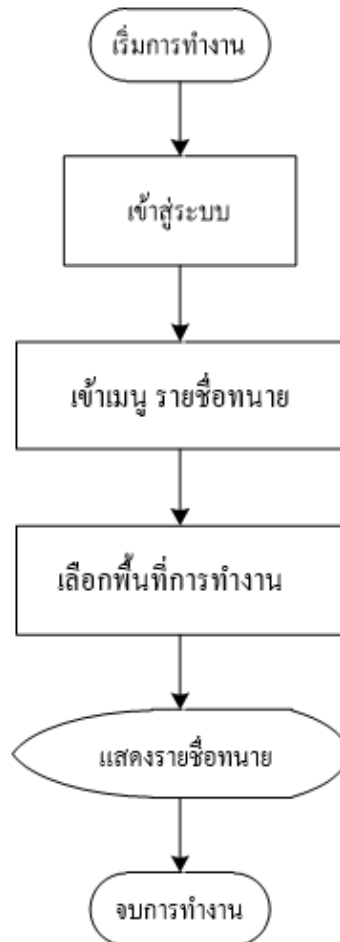 เริ่มการทำงาน
เข้าสู่ระบบ
เข้าเมนู รายชื่อทนาย
เลือกพื้นที่การทำงาน
แสดงรายชื่อทนาย
จบการทำงาน